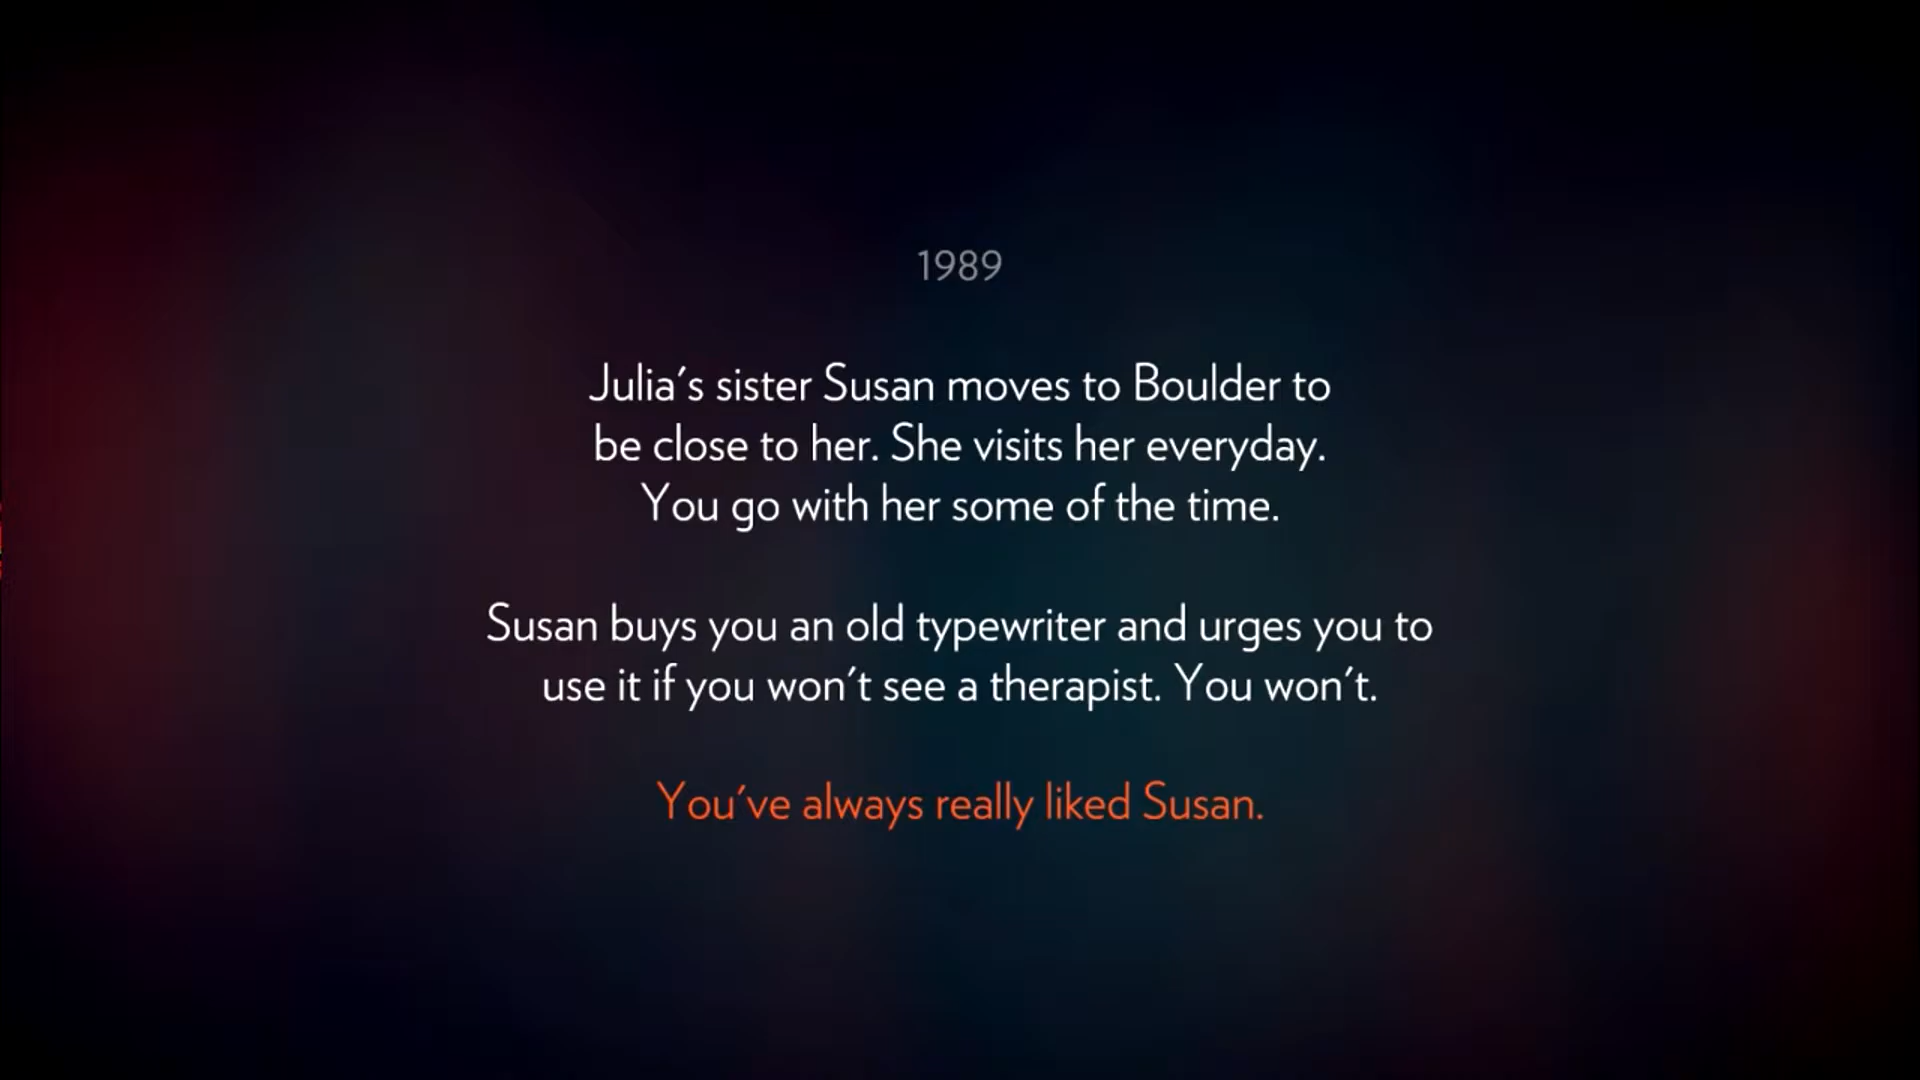 1989
Julia's sister Susan moves to Boulder to
be close to her. She visits her everyday.
You go with her some of the time.
Susan buys you an old typewriter and urges you to
use it if you won't see a therapist. You won't.
You've always really liked Susan.